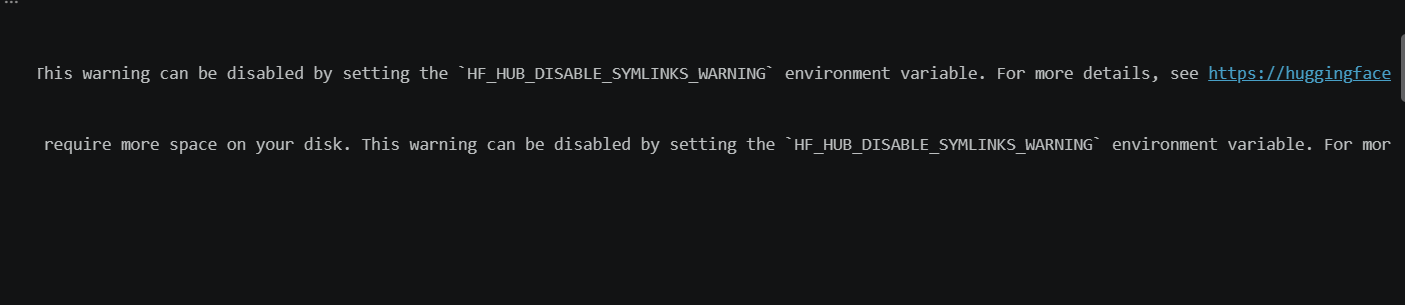 ...
This warning can be disabled by setting the `HF_HUB_DISABLE_SYMLINKS_WARNING` environment variable. For more details, see https://huggingface
require more space on your disk. This warning can be disabled by setting the `HF_HUB_DISABLE_SYMLINKS_WARNING` environment variable. For mor